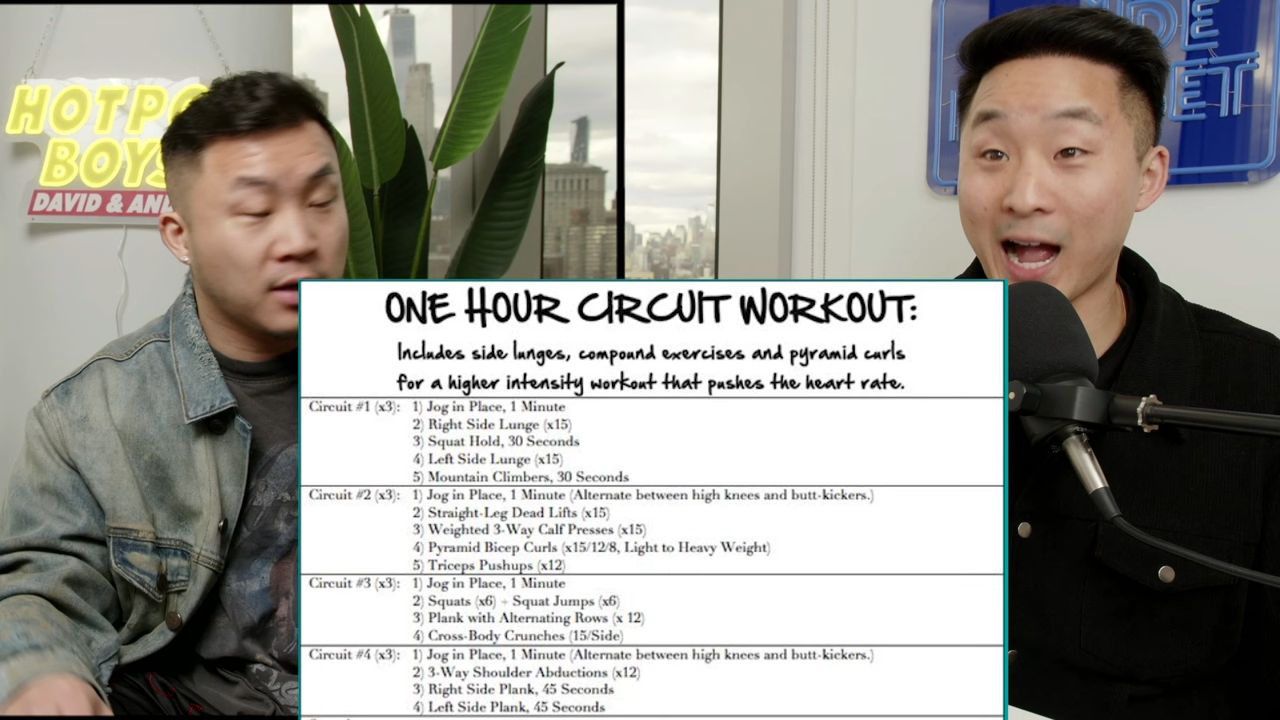 HOTPO
BOYS
DAVID & AN
DE
ET
ONE HOUR CIRCUIT WORKOUT:
Includes side lunges, compound exercises and pyramid curls
for a higher intensity workout that pushes the heart rate.
Circuit #1 (x3): 1) Jog in Place, 1 Minute
2) Right Side Lunge (x15)
3) Squat Hold, 30 Seconds
4) Left Side Lunge (x15)
5) Mountain Climbers, 30 Seconds
Circuit #2 (x3): 1) Jog in Place, 1 Minute (Alternate between high knees and butt-kickers.)
2) Straight-Leg Dead Lifts (x15)
3) Weighted 3-Way Calf Presses (x15)
4) Pyramid Bicep Curls (x15/12/8, Light to Heavy Weight)
5) Triceps Pushups (x12)
Circuit #3 (x3): 1) Jog in Place, 1 Minute
2) Squats (x6) + Squat Jumps (x6)
3) Plank with Alternating Rows (x 12)
4) Cross-Body Crunches (15/Side)
Circuit #4 (x3): 1) Jog in Place, 1 Minute (Alternate between high knees and butt-kickers.)
2) 3-Way Shoulder Abductions (x12)
3) Right Side Plank, 45 Seconds
4) Left Side Plank, 45 Seconds